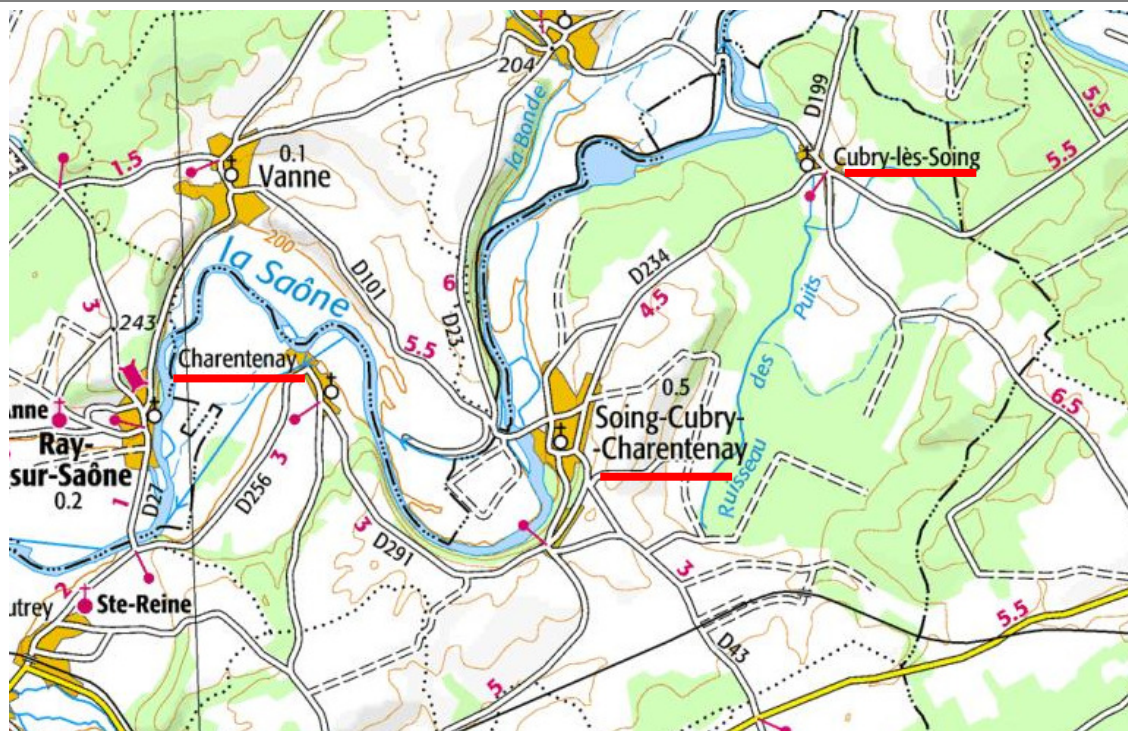 204
la Bonde
D199
5.5
Cubry-lès-Soing
5.5
1.5
0.1
Vanne
200
la Saône
D101
6
D23
D234
4.5
Puits
des
Ruisseau
3
243
5.5
Charentenay
0.5
Soing-Cubry-
-Charentenay
6.5
nne
Ray-
sur-Saône
0.2
D27
1
D256
3
3
D291
3
2
Ste-Reine
utrey
5
D43
5.5